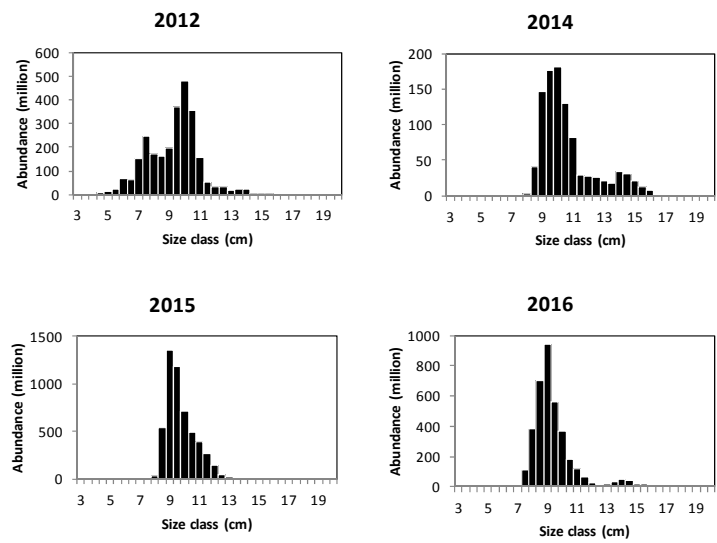 2012
600
500
400
300
200
100
0
Abundance (million)
3 5 7 9 11 13 15 17 19
Size class (cm)
2014
200
150
100
50
0
Abundance (million)
3 5 7 9 11 13 15 17 19
Size class (cm)
2015
1500
1000
500
0
Abundance (million)
3 5 7 9 11 13 15 17 19
Size class (cm)
2016
1000
800
600
400
200
0
Abundance (million)
3 5 7 9 11 13 15 17 19
Size class (cm)